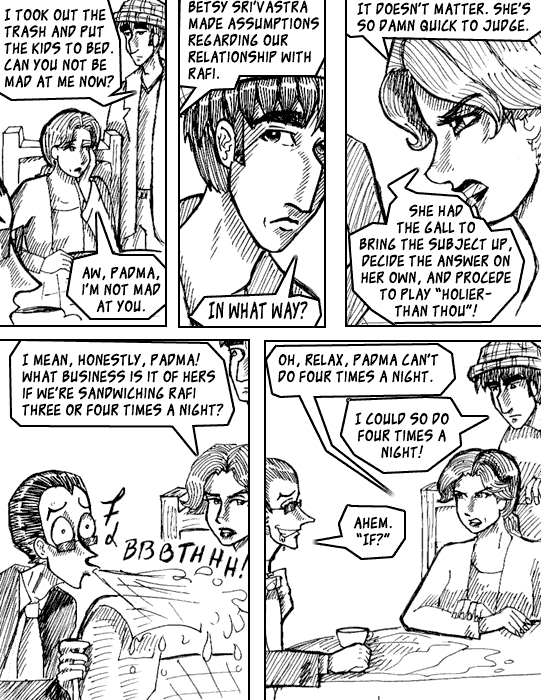 I TOOK OUT THE
TRASH AND PUT
THE KIDS TO BED.
CAN YOU NOT BE
MAD AT ME NOW?
AW, PADMA,
I'M NOT MAD
AT YOU.
BETSY SRI'VASTRA
MADE ASSUMPTIONS
REGARDING OUR
RELATIONSHIP WITH
RAFI.
IN WHAT WAY?
IT DOESN'T MATTER. SHE'S
SO DAMN QUICK TO JUDGE.
SHE HAD
THE GALL TO
BRING THE SUBJECT UP,
DECIDE THE ANSWER ON
HER OWN, AND PROCEDE
TO PLAY "HOLIER-
THAN THOU"!
I MEAN, HONESTLY, PADMA!
WHAT BUSINESS IS IT OF HERS
IF WE'RE SANDWICHING RAFI
THREE OR FOUR TIMES A NIGHT?
BBBTHHH!
OH, RELAX, PADMA CAN'T
DO FOUR TIMES A NIGHT.
I COULD SO DO
FOUR TIMES A
NIGHT!
AHEM.
"IF?"